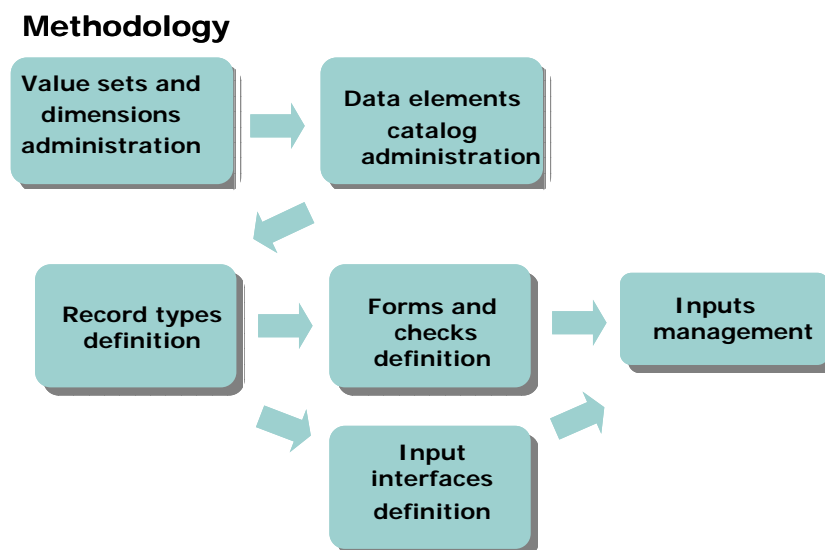 Methodology
Value sets and
dimensions
administration
Data elements
catalog
administration
Record types
definition
Forms and
checks
definition
Inputs
management
Input
interfaces
definition